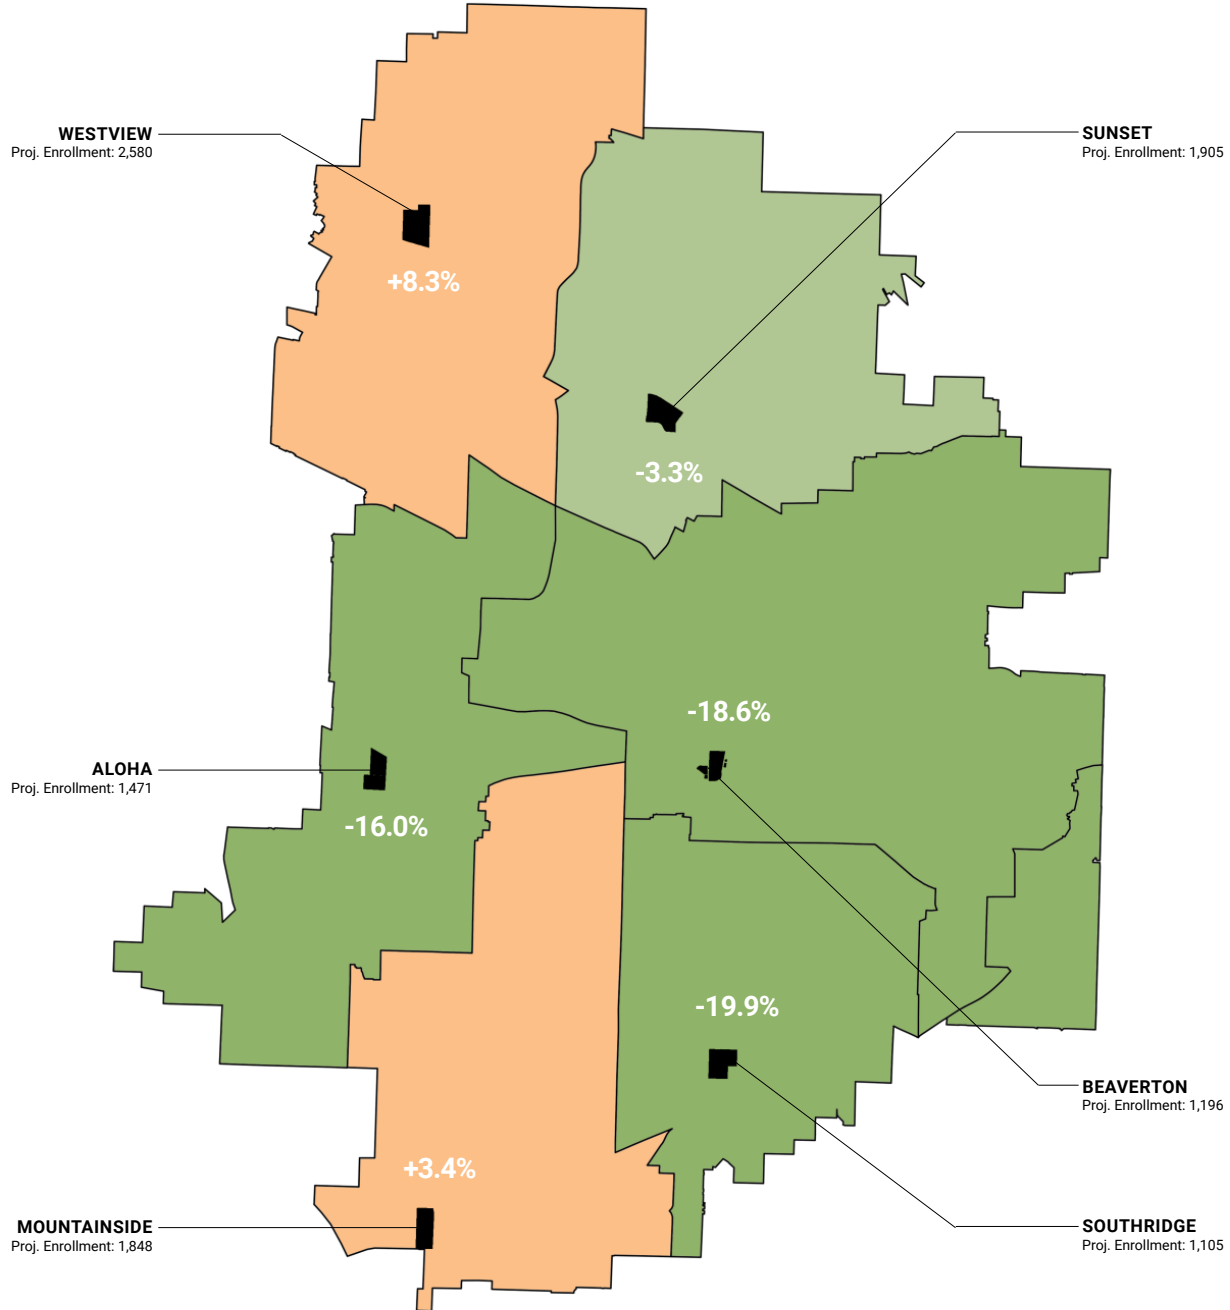 WESTVIEW
Proj. Enrollment: 2,580
SUNSET
Proj. Enrollment: 1,905
+8.3%
-3.3%
-18.6%
ALOHA
Proj. Enrollment: 1,471
-16.0%
-19.9%
BEAVERTON
Proj. Enrollment: 1,196
+3.4%
MOUNTAINSIDE
Proj. Enrollment: 1,848
SOUTHRIDGE
Proj. Enrollment: 1,105